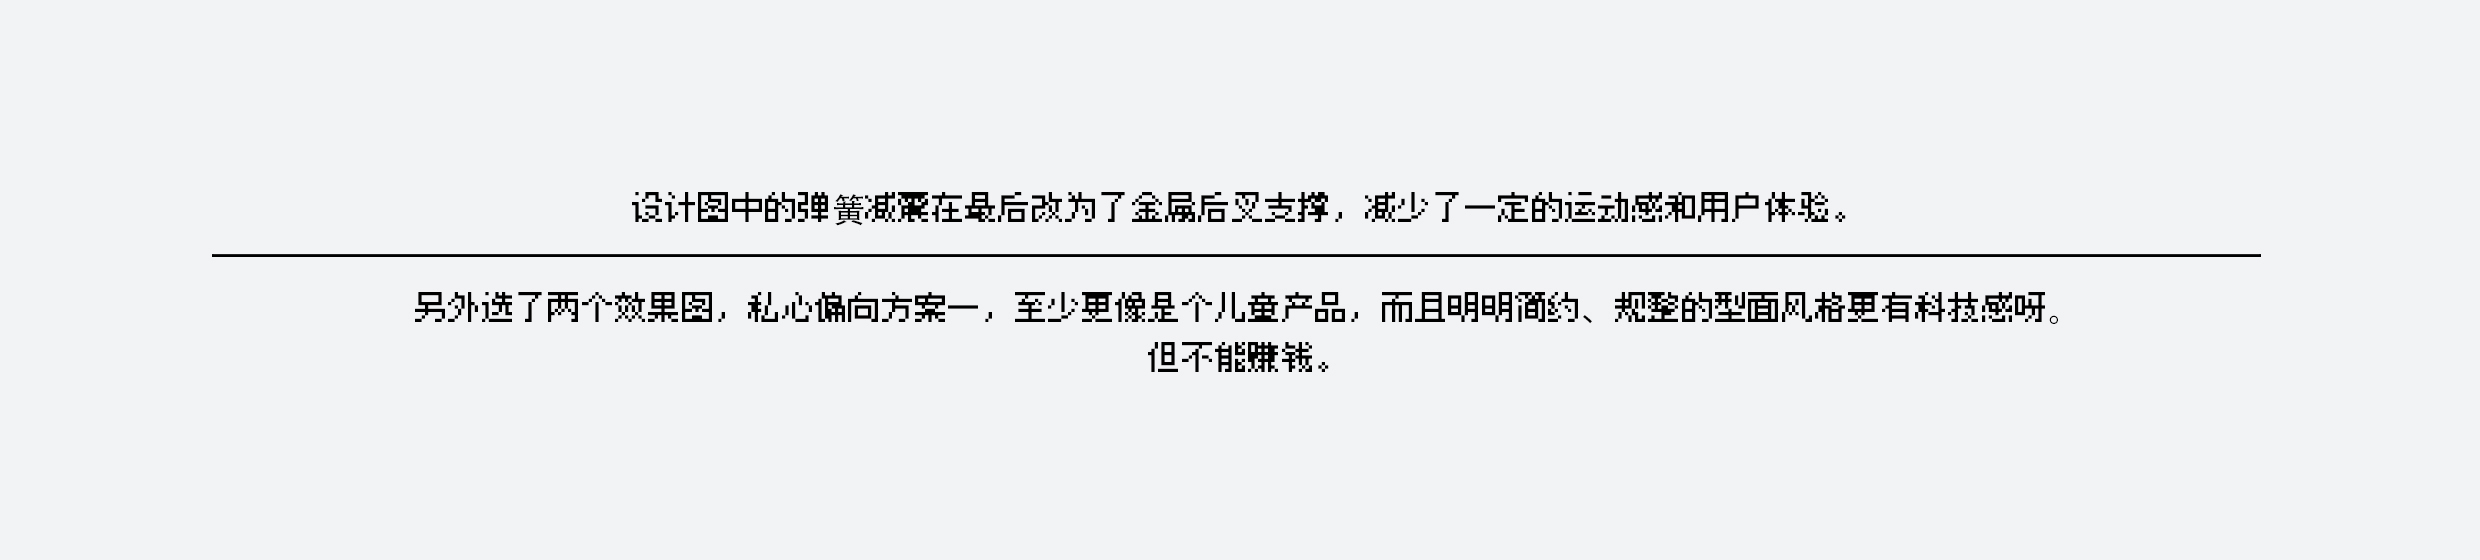 设计图中的弹簧减震在最后改为了金属后叉支撑，减少了一定的运动感和用户体验。
另外选了两个效果图，私心偏向方案一，至少更像是个儿童产品，而且明明简约、规整的型面风格更有科技感呀。
但不能赚钱。